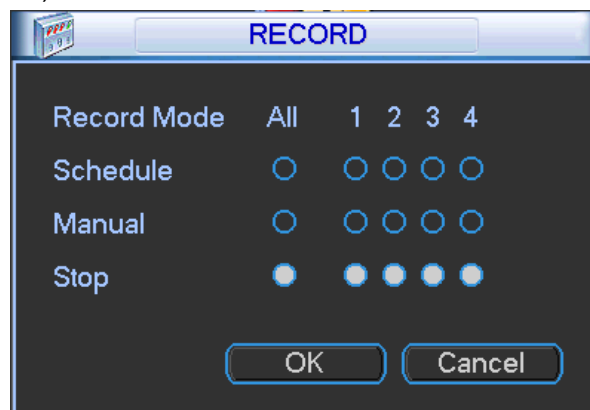 RECORD
Record Mode All 1 2 3 4
Schedule
Manual
Stop
OK Cancel